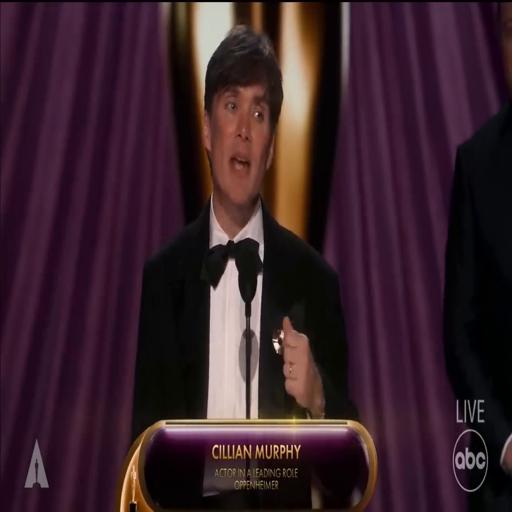 CILLIAN MURPHY
ACTOR IN A LEADING ROLE
OPPENHEIMER
LIVE
abc